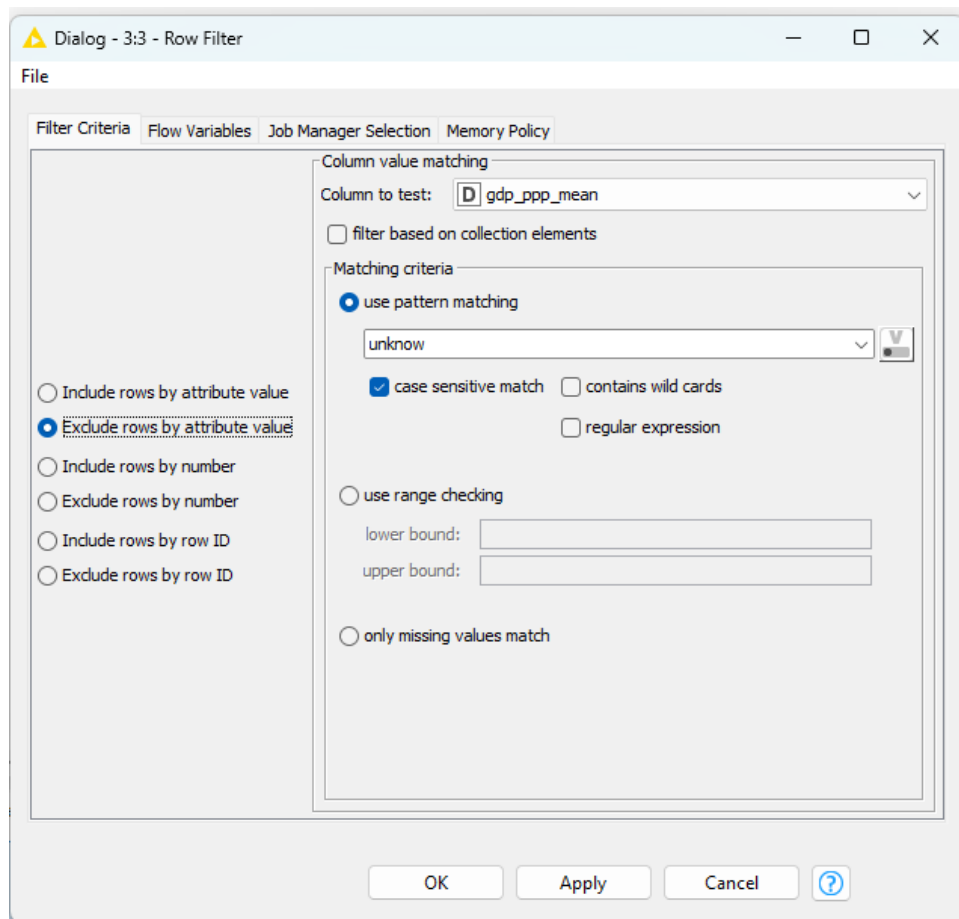 Dialog - 3:3 - Row Filter
File
Filter Criteria Flow Variables Job Manager Selection Memory Policy
Column value matching
Column to test: D gdp_ppp_mean
filter based on collection elements
Matching criteria
use pattern matching
unknow
V
case sensitive match contains wild cards
regular expression
Include rows by attribute value
Exclude rows by attribute value
Include rows by number
Exclude rows by number
Include rows by row ID
Exclude rows by row ID
use range checking
lower bound:
upper bound:
only missing values match
OK Apply Cancel ?